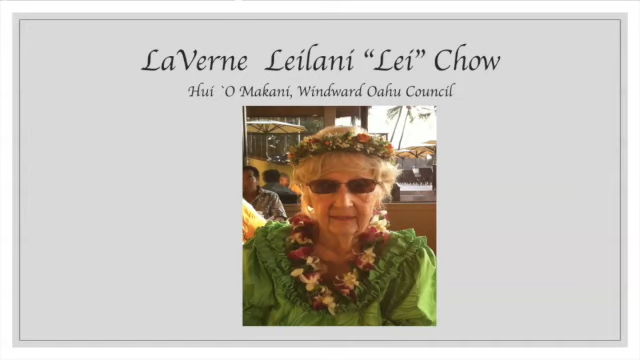 LaVerne Leilani “Lei” Chow
Hui `O Makani, Windward Oahu Council